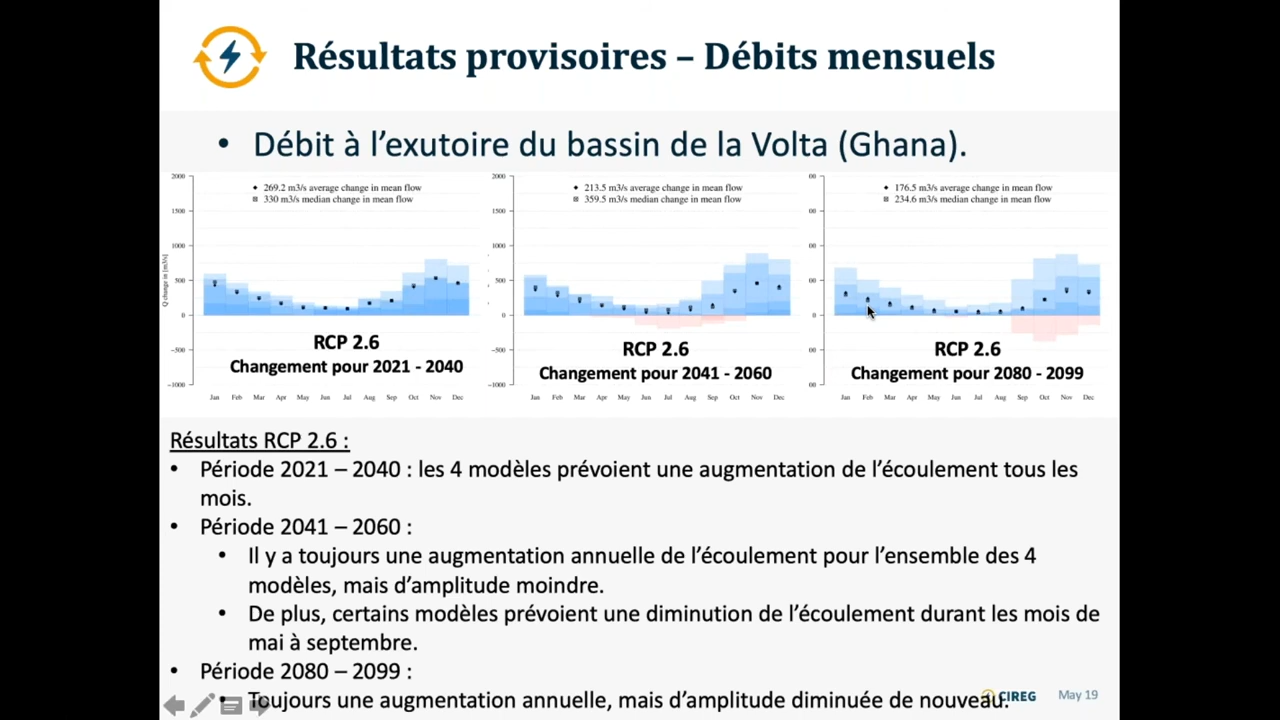 Résultats provisoires – Débits mensuels
• Débit à l’exutoire du bassin de la Volta (Ghana).
2000
1500
1000
500
0
−500
−1000
Q change in [m3/s]
269.2 m3/s average change in mean flow
330 m3/s median change in mean flow
RCP 2.6
Changement pour 2021 - 2040
Jan Feb Mar Apr May Jun Jul Aug Sep Oct Nov Dec
2000
1500
1000
500
0
−500
−1000
213.5 m3/s average change in mean flow
359.5 m3/s median change in mean flow
RCP 2.6
Changement pour 2041 - 2060
Jan Feb Mar Apr May Jun Jul Aug Sep Oct Nov Dec
00
00
00
00
0
00
00
176.5 m3/s average change in mean flow
234.6 m3/s median change in mean flow
RCP 2.6
Changement pour 2080 - 2099
Jan Feb Mar Apr May Jun Jul Aug Sep Oct Nov Dec
Résultats RCP 2.6 :
• Période 2021 – 2040 : les 4 modèles prévoient une augmentation de l’écoulement tous les
mois.
• Période 2041 – 2060 :
• Il y a toujours une augmentation annuelle de l’écoulement pour l’ensemble des 4
modèles, mais d’amplitude moindre.
• De plus, certains modèles prévoient une diminution de l’écoulement durant les mois de
mai à septembre.
• Période 2080 – 2099 :
• Toujours une augmentation annuelle, mais d’amplitude diminuée de nouveau.
CIREG
May 19